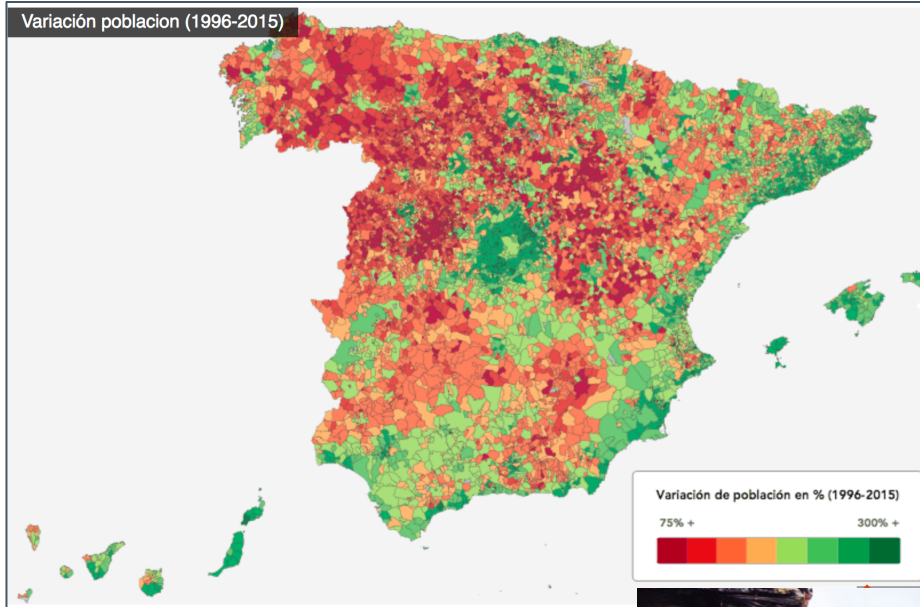 Variación poblacion (1996-2015)
Variación de población en % (1996-2015)
75% +
300% +